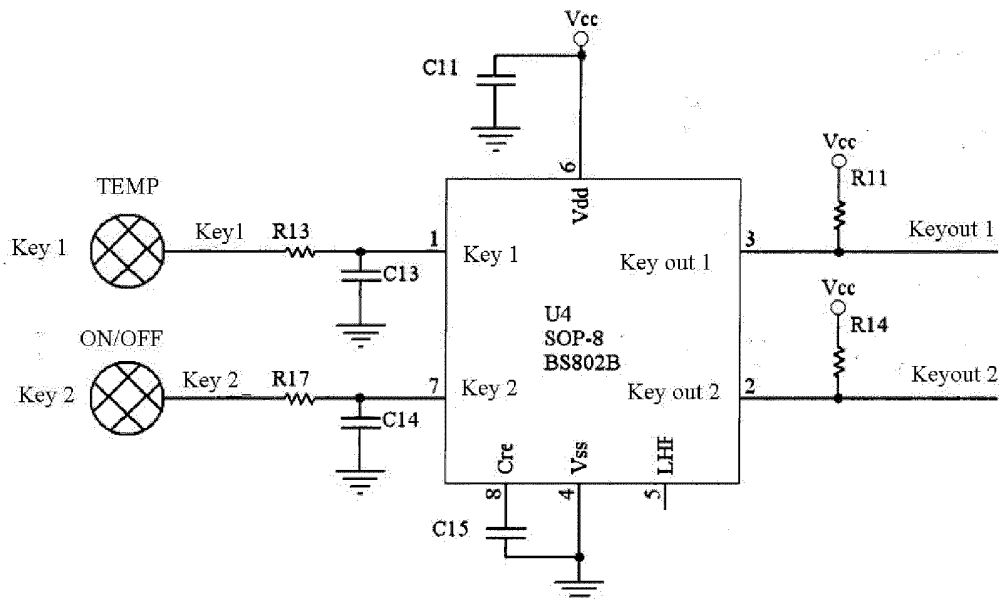 Vcc
C11
6
Vdd
Vcc
R11
TEMP
Key 1
Key1
R13
1
Key 1
3
Keyout 1
Key out 1
C13
Vcc
U4
SOP-8
BS802B
R14
ON/OFF
Key 2
Key 2
R17
7
Key 2
Key out 2
2
Keyout 2
C14
Cre
Vss
LHF
8
4
5
C15